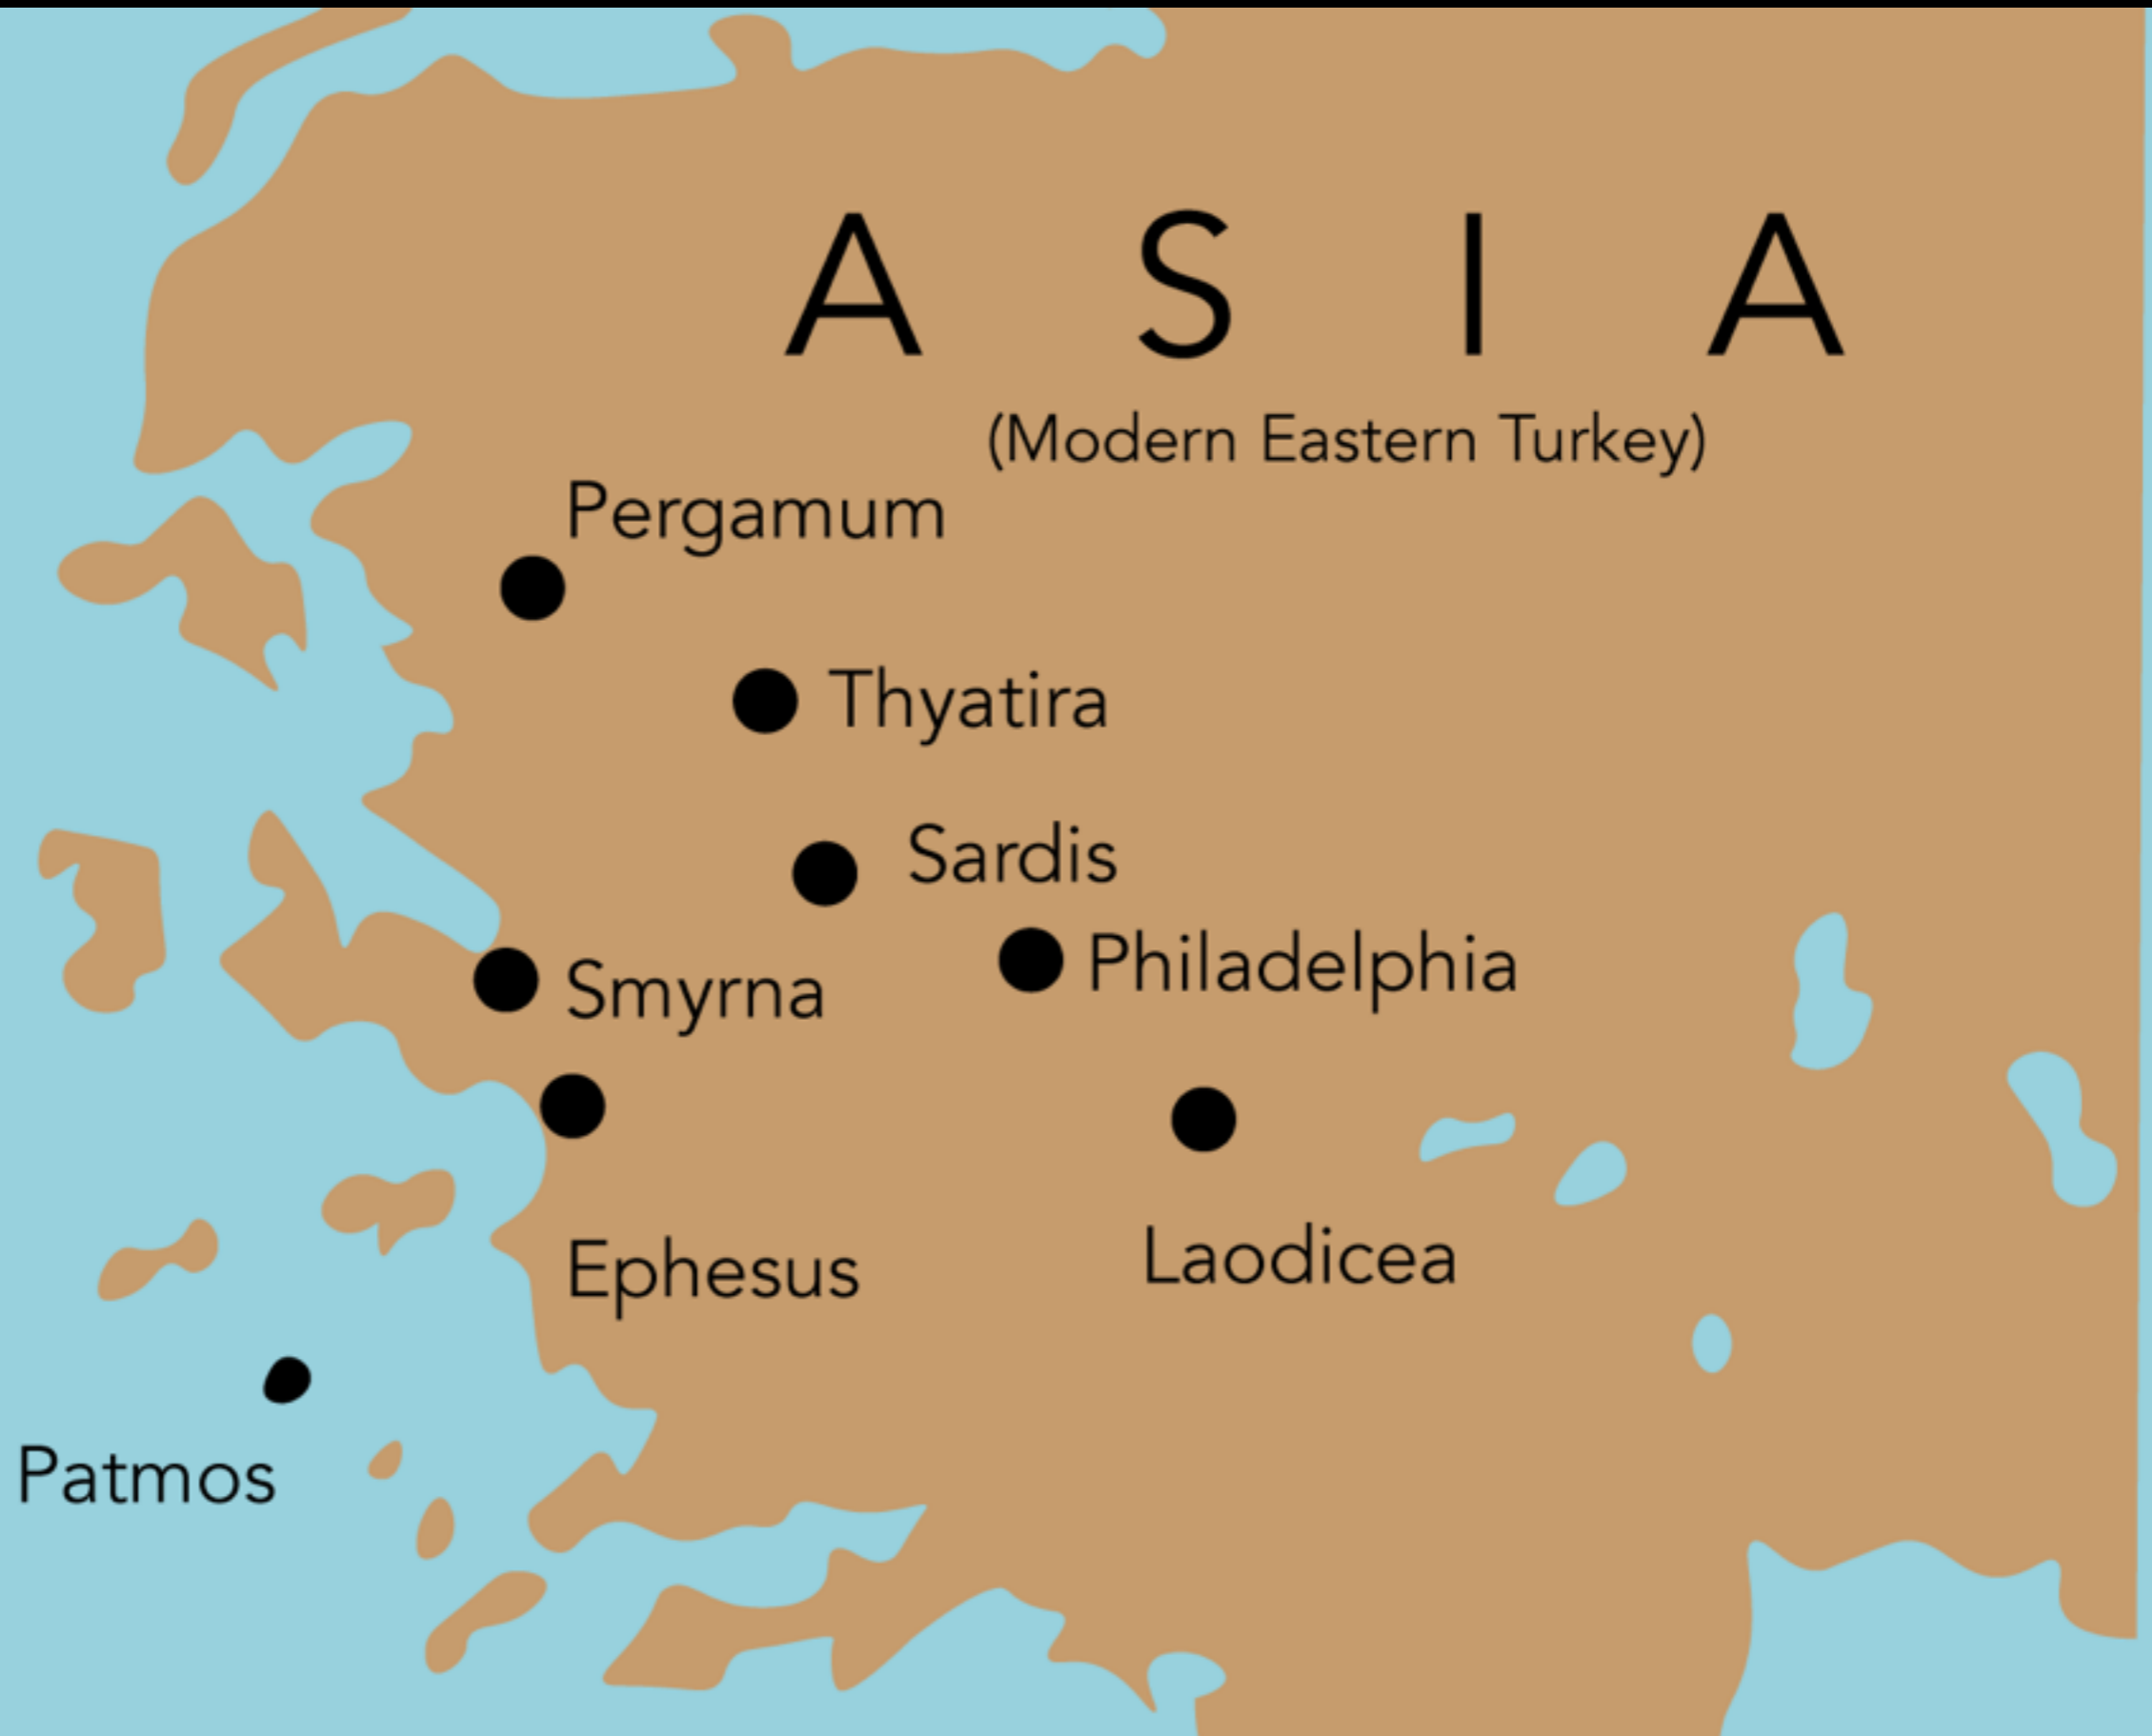 A S I A
(Modern Eastern Turkey)
Pergamum
Thyatira
Sardis
Philadelphia
Smyrna
Ephesus
Laodicea
Patmos